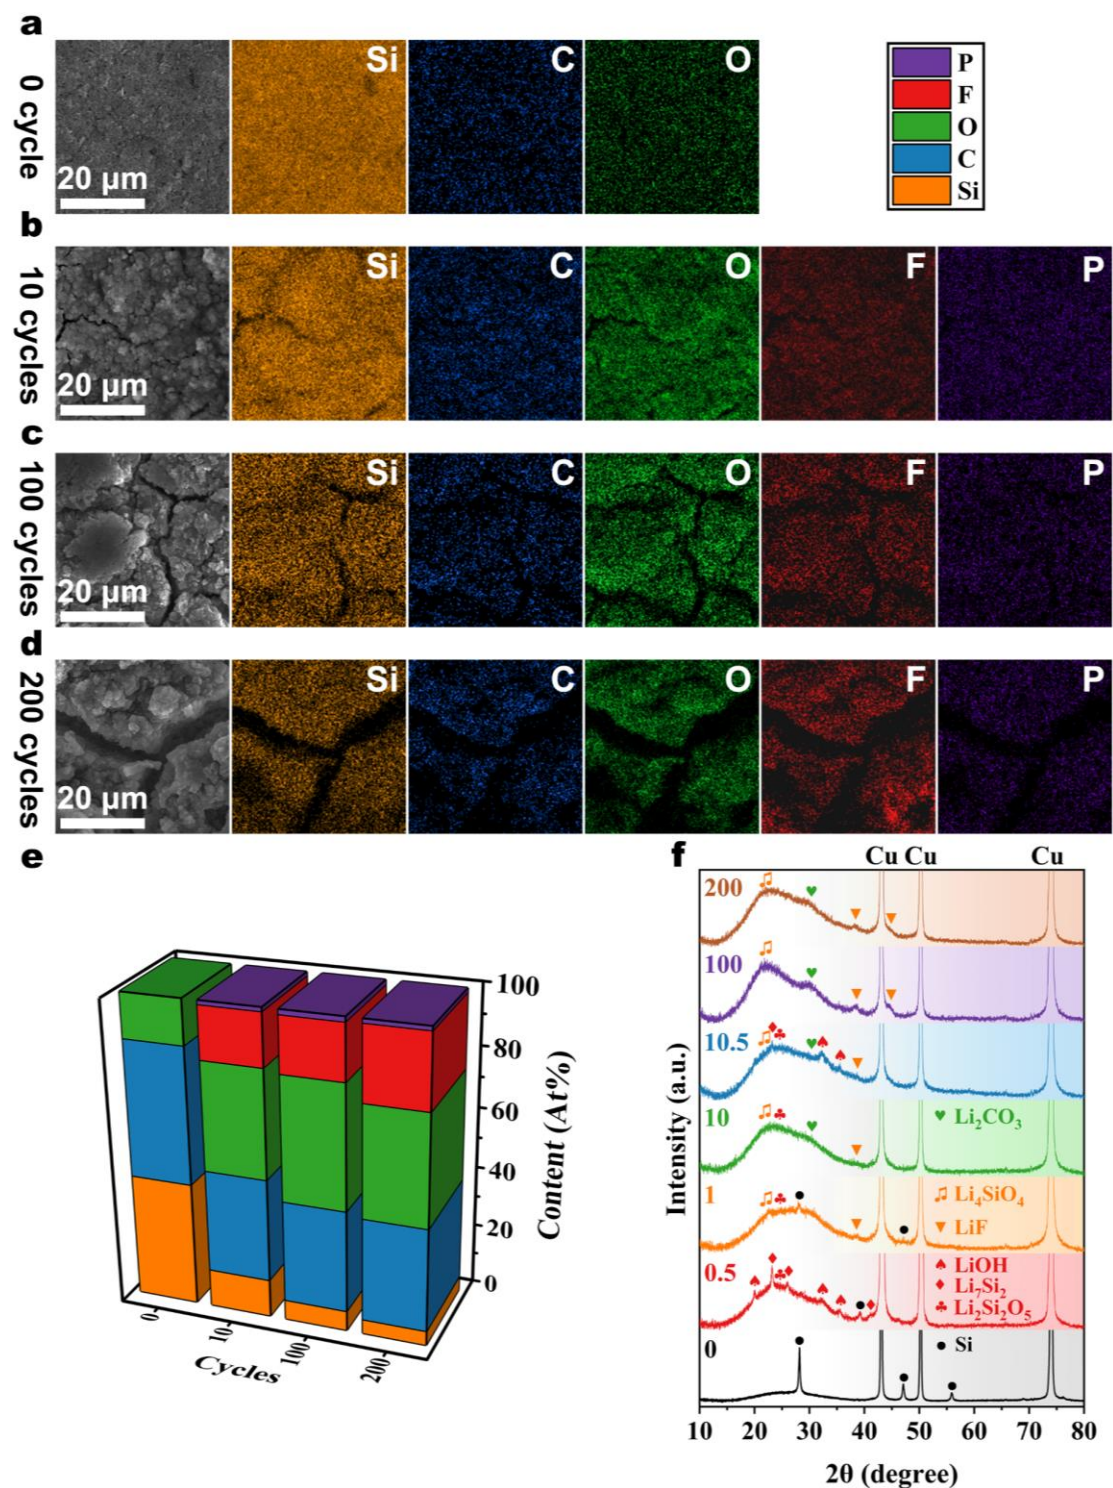 a
0 cycle
20 μm
Si
C
O
P
F
O
C
Si
b
10 cycles
20 μm
Si
C
O
F
P
c
100 cycles
20 μm
Si
C
O
F
P
d
200 cycles
20 μm
Si
C
O
F
P
e
100
80
60
40
20
0
Content (At%)
0
10
100
200
Cycles
f
Cu Cu Cu
200
100
10.5
10
Li₂CO₃
1
Li₄SiO₄
LiF
0.5
LiOH
Li₇Si₂
Li₂Si₂O₅
0
Si
Intensity (a.u.)
10 20 30 40 50 60 70 80
2θ (degree)